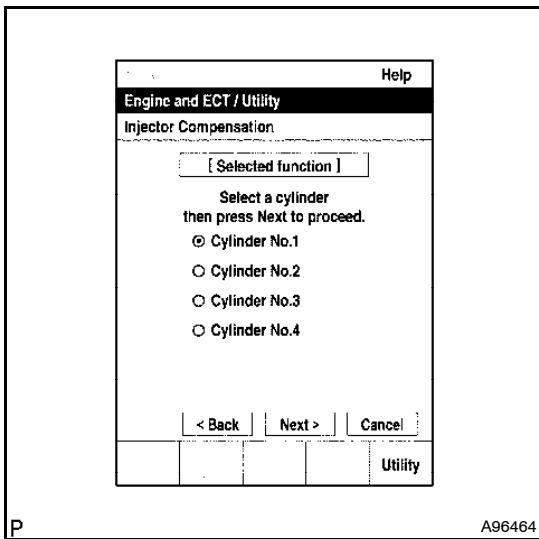 Help
Engine and ECT / Utility
Injector Compensation
[ Selected function ]
Select a cylinder
then press Next to proceed.
Cylinder No.1
Cylinder No.2
Cylinder No.3
Cylinder No.4
< Back Next > Cancel
Utility
P A96464